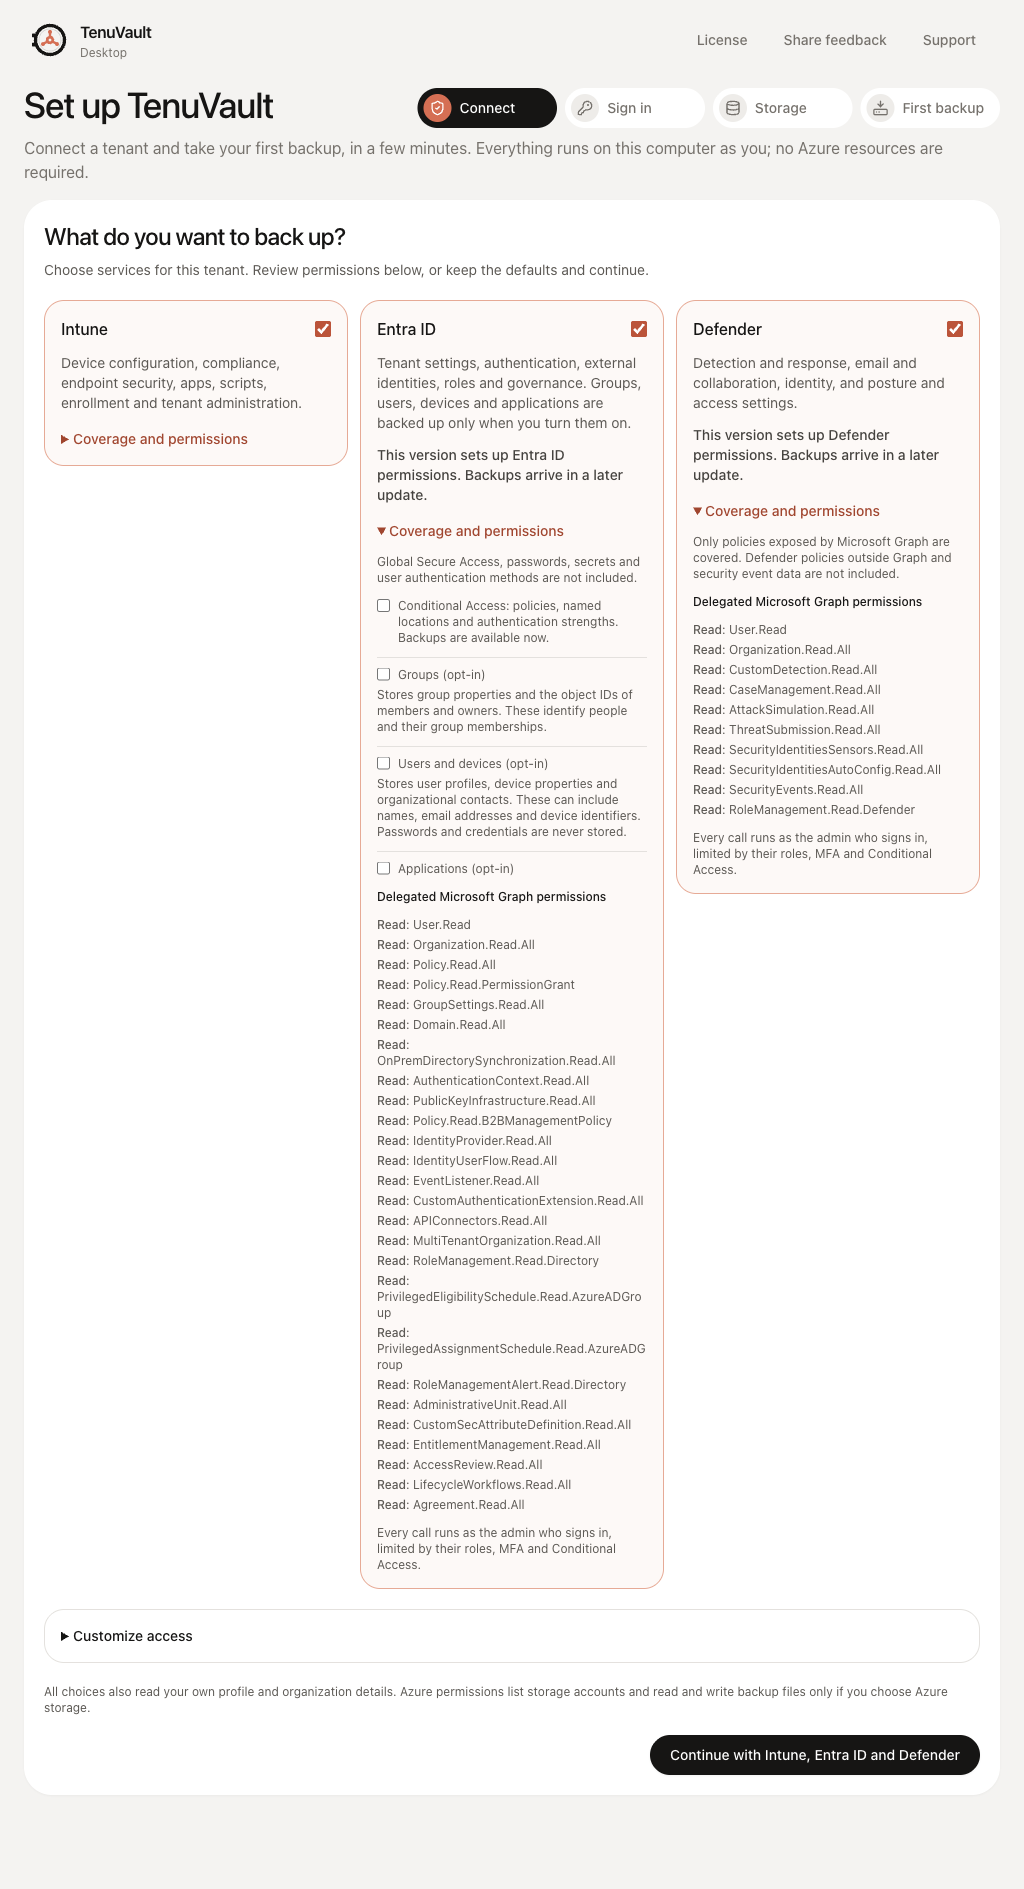 TenuVault
Desktop
License
Share feedback
Support
Set up TenuVault
Connect
Sign in
Storage
First backup
Connect a tenant and take your first backup, in a few minutes. Everything runs on this computer as you; no Azure resources are
required.
What do you want to back up?
Choose services for this tenant. Review permissions below, or keep the defaults and continue.
Intune
Device configuration, compliance,
endpoint security, apps, scripts,
enrollment and tenant administration.
Coverage and permissions
Entra ID
Tenant settings, authentication, external
identities, roles and governance. Groups,
users, devices and applications are
backed up only when you turn them on.
This version sets up Entra ID
permissions. Backups arrive in a later
update.
Coverage and permissions
Global Secure Access, passwords, secrets and
user authentication methods are not included.
Conditional Access: policies, named
locations and authentication strengths.
Backups are available now.
Groups (opt-in)
Stores group properties and the object IDs of
members and owners. These identify people
and their group memberships.
Users and devices (opt-in)
Stores user profiles, device properties and
organizational contacts. These can include
names, email addresses and device identifiers.
Passwords and credentials are never stored.
Applications (opt-in)
Delegated Microsoft Graph permissions
Read: User.Read
Read: Organization.Read.All
Read: Policy.Read.All
Read: Policy.Read.PermissionGrant
Read: GroupSettings.Read.All
Read: Domain.Read.All
Read:
OnPremDirectorySynchronization.Read.All
Read: AuthenticationContext.Read.All
Read: PublicKeyInfrastructure.Read.All
Read: Policy.Read.B2BManagementPolicy
Read: IdentityProvider.Read.All
Read: IdentityUserFlow.Read.All
Read: EventListener.Read.All
Read: CustomAuthenticationExtension.Read.All
Read: APIConnectors.Read.All
Read: MultiTenantOrganization.Read.All
Read: RoleManagement.Read.Directory
Read:
PrivilegedEligibilitySchedule.Read.AzureADGro
up
Read:
PrivilegedAssignmentSchedule.Read.AzureADG
roup
Read: RoleManagementAlert.Read.Directory
Read: AdministrativeUnit.Read.All
Read: CustomSecAttributeDefinition.Read.All
Read: EntitlementManagement.Read.All
Read: AccessReview.Read.All
Read: LifecycleWorkflows.Read.All
Read: Agreement.Read.All
Every call runs as the admin who signs in,
limited by their roles, MFA and Conditional
Access.
Defender
Detection and response, email and
collaboration, identity, and posture and
access settings.
This version sets up Defender
permissions. Backups arrive in a later
update.
Coverage and permissions
Only policies exposed by Microsoft Graph are
covered. Defender policies outside Graph and
security event data are not included.
Delegated Microsoft Graph permissions
Read: User.Read
Read: Organization.Read.All
Read: CustomDetection.Read.All
Read: CaseManagement.Read.All
Read: AttackSimulation.Read.All
Read: ThreatSubmission.Read.All
Read: SecurityIdentitiesSensors.Read.All
Read: SecurityIdentitiesAutoConfig.Read.All
Read: SecurityEvents.Read.All
Read: RoleManagement.Read.Defender
Every call runs as the admin who signs in,
limited by their roles, MFA and Conditional
Access.
Customize access
All choices also read your own profile and organization details. Azure permissions list storage accounts and read and write backup files only if you choose Azure
storage.
Continue with Intune, Entra ID and Defender